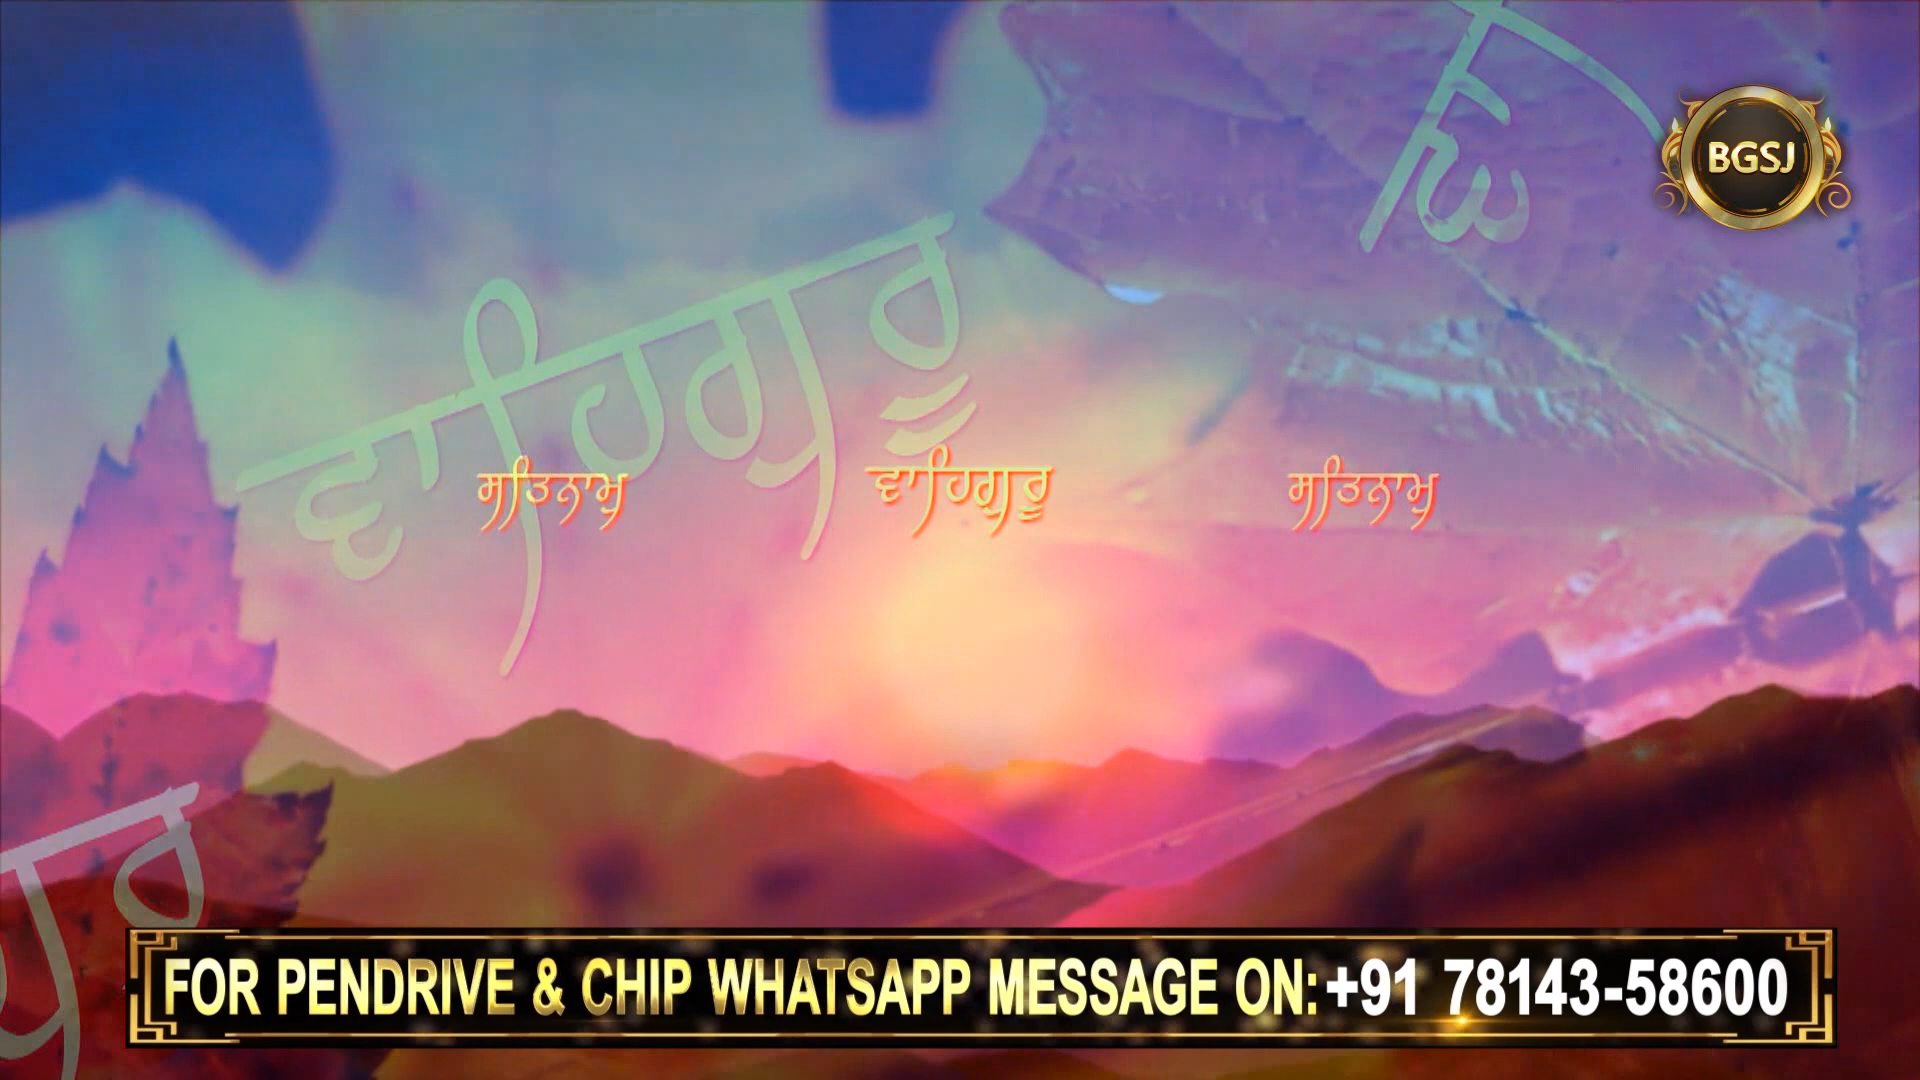 BGSJ
ਵਾਹਿਗੁਰੂ
ਸਤਿਨਾਮੁ ਵਾਹਿਗੁਰੂ ਸਤਿਨਾਮੁ
FOR PENDRIVE & CHIP WHATSAPP MESSAGE ON:+91 78143-58600